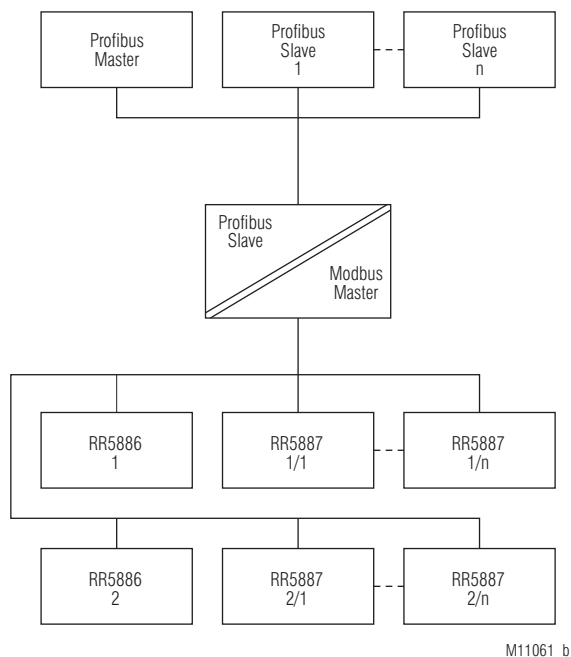 Profibus
Master
Profibus
Slave
1
Profibus
Slave
n
Profibus
Slave
Modbus
Master
RR5886
1
RR5887
1/1
RR5887
1/n
RR5886
2
RR5887
2/1
RR5887
2/n
M11061_b